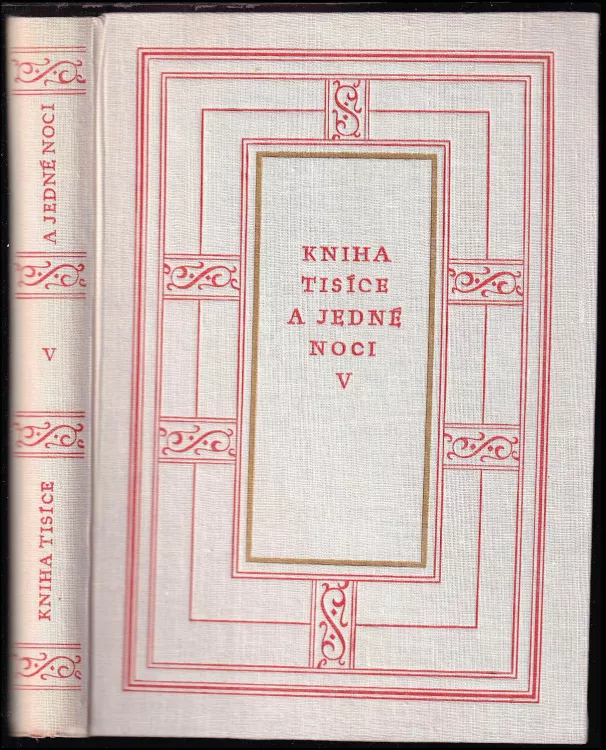 KNIHA
TISÍCE
A JEDNÉ
NOCI
V
KNIHA TISÍCE
V
A JEDNÉ NOCI